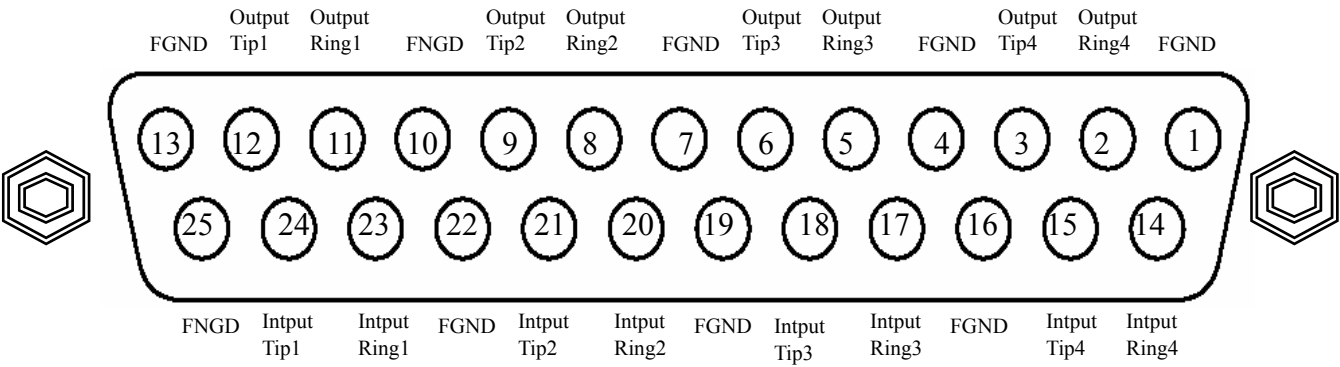 Output Output Output Output Output Output Output Output
FGND Tip1 Ring1 FNGD Tip2 Ring2 FGND Tip3 Ring3 FGND Tip4 Ring4 FGND
13 12 11 10 9 8 7 6 5 4 3 2 1
25 24 23 22 21 20 19 18 17 16 15 14
FNGD Intput Intput FGND Intput Intput FGND Intput Intput FGND Intput Intput
Tip1 Ring1 Tip2 Ring2 Tip3 Ring3 Tip4 Ring4